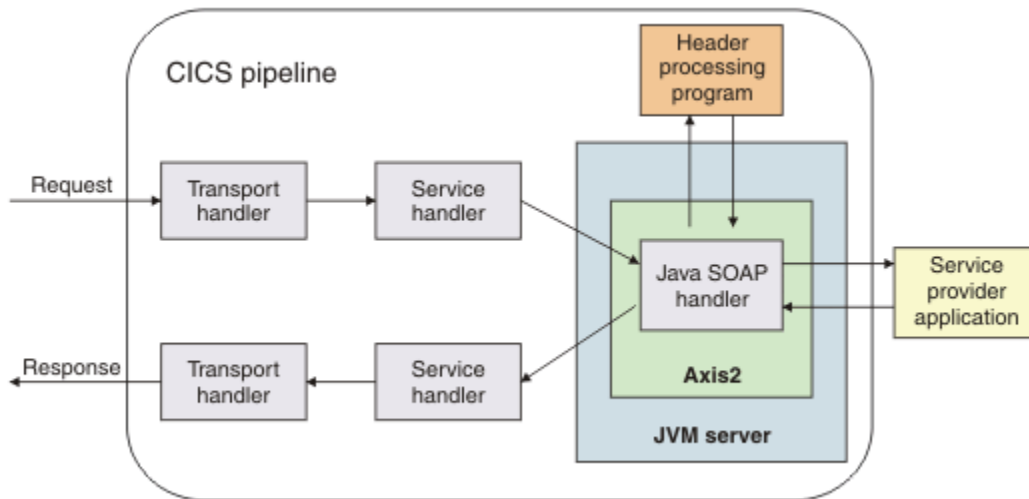 CICS pipeline
Header
processing
program
Request
Transport
handler
Service
handler
Java SOAP
handler
Service
provider
application
Response
Transport
handler
Service
handler
Axis2
JVM server